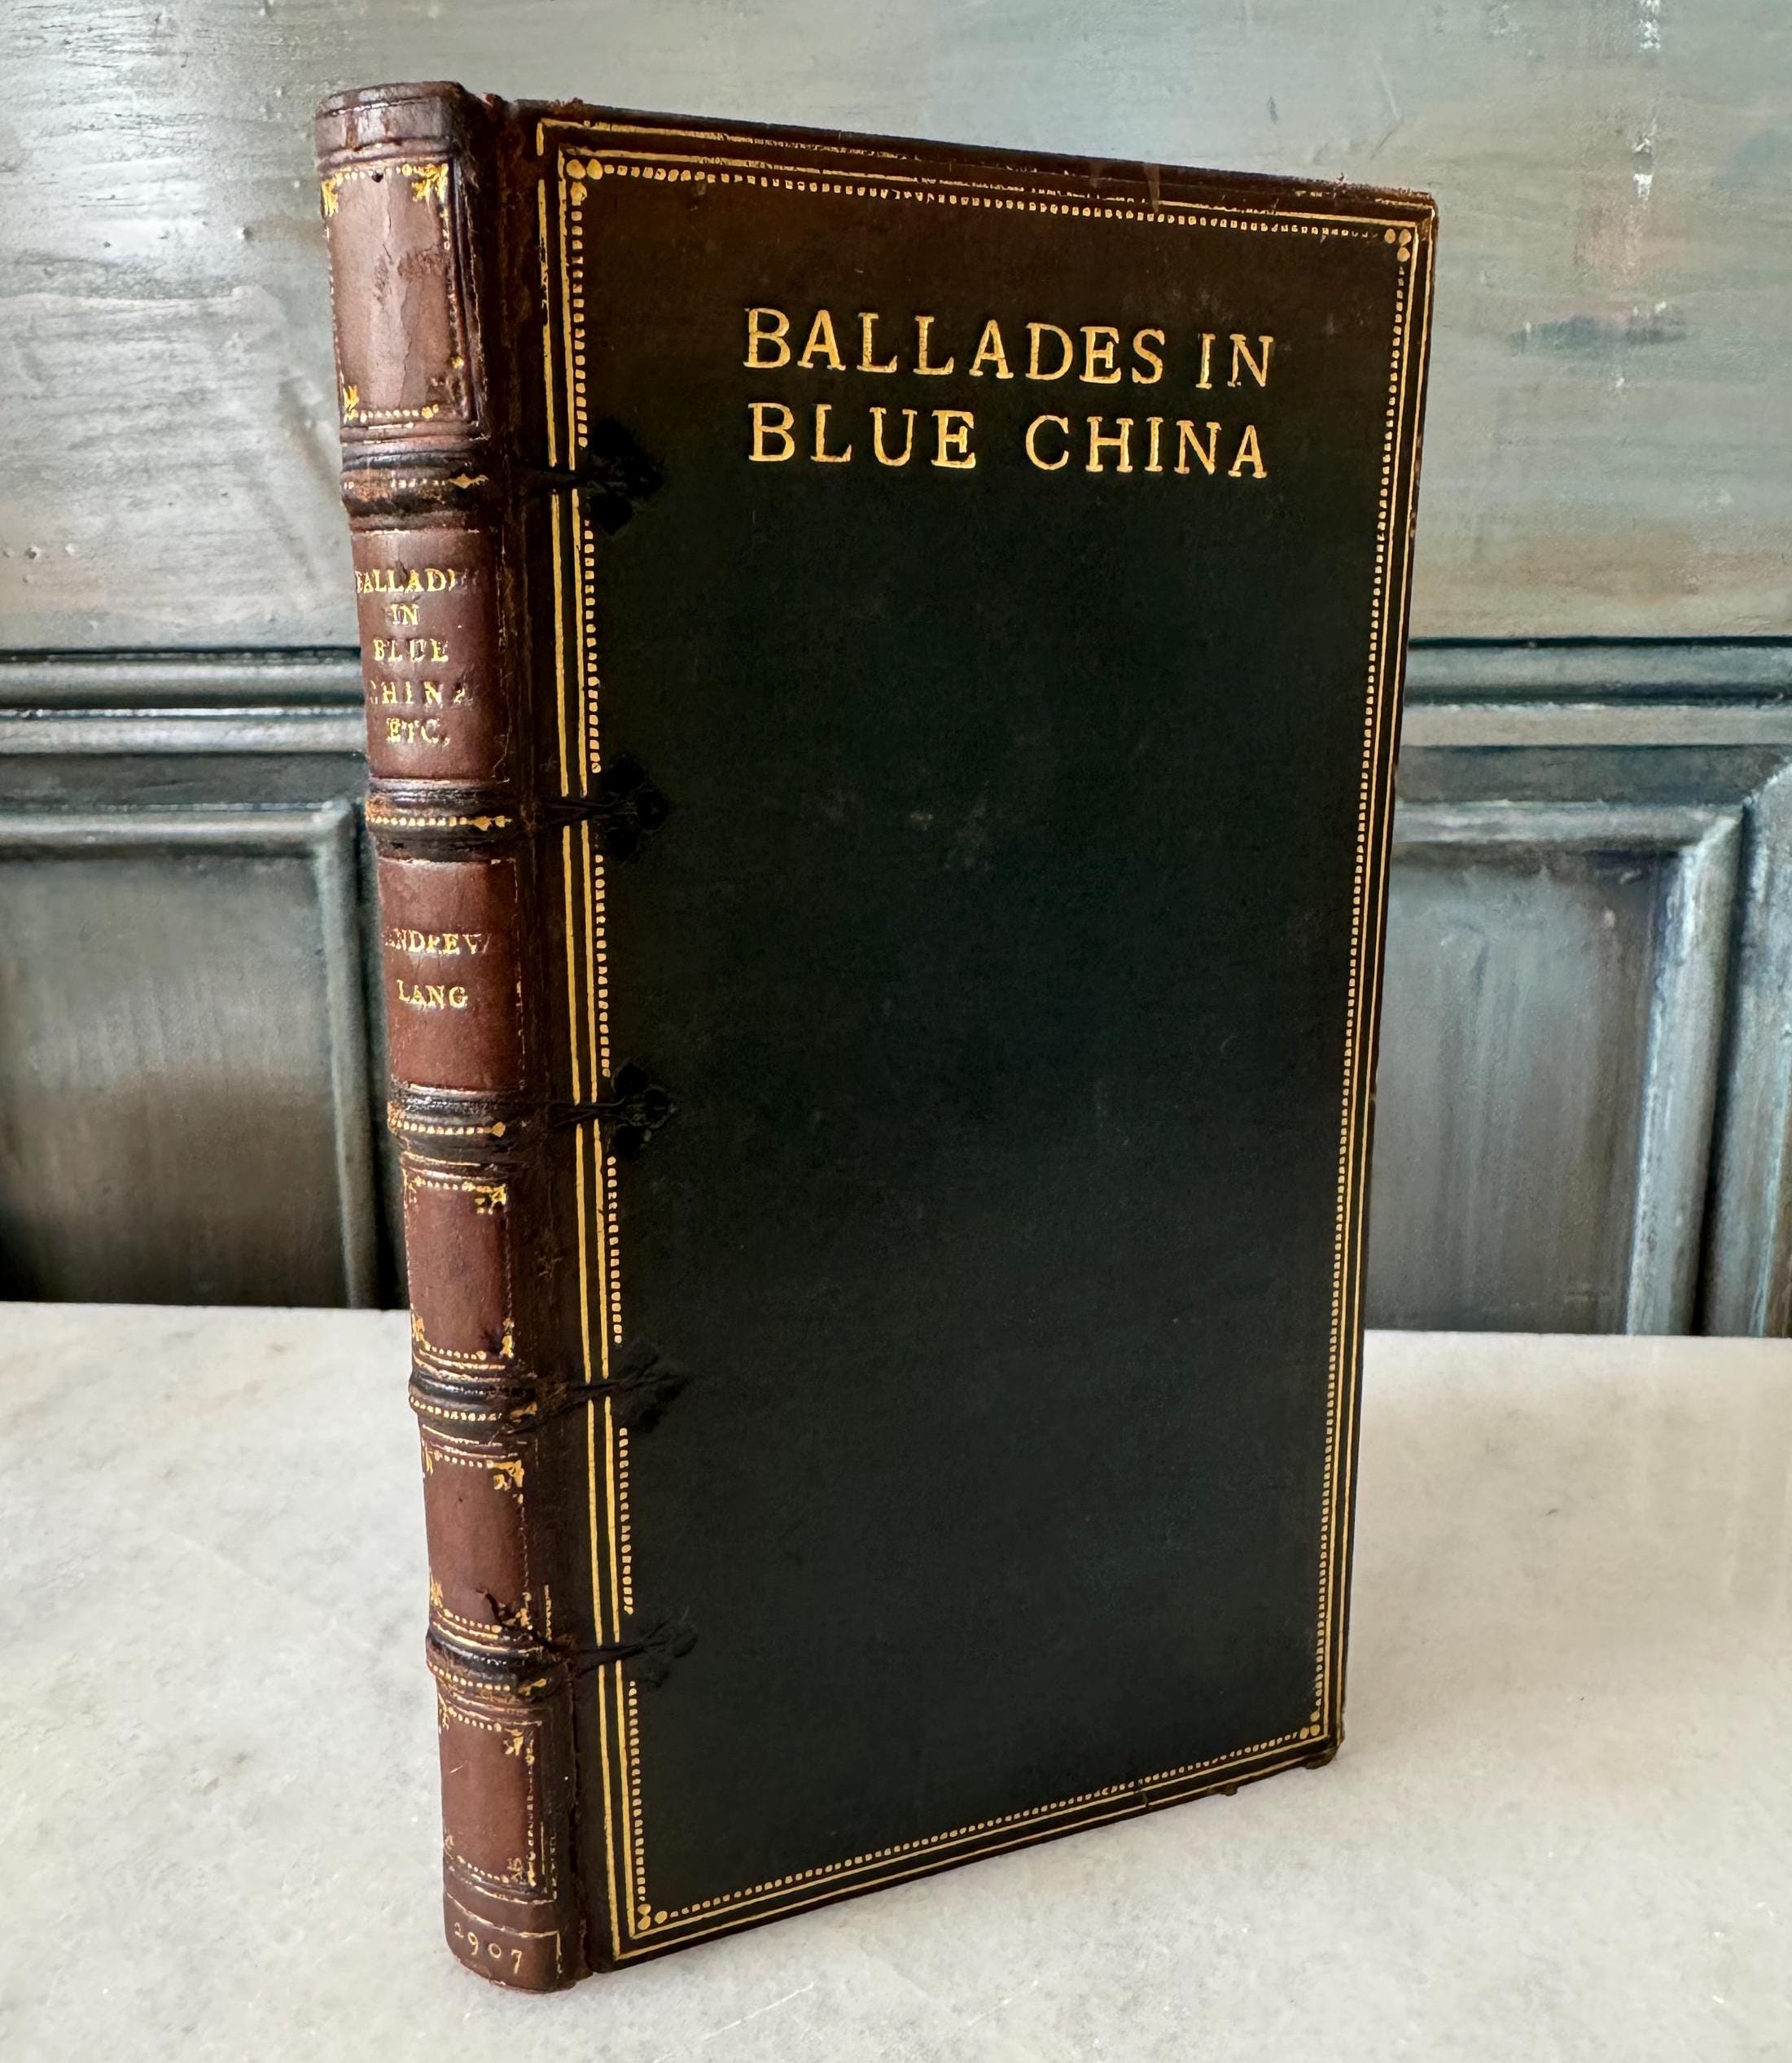 BALLADES IN
BLUE CHINA
BALLADES
IN
BLUE
CHINA
ETC.
ANDREW
LANG
1907